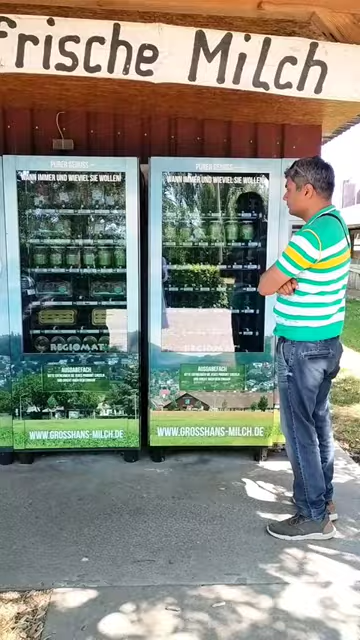 frische Milch
PURER GENUSS
WANN IMMER UND WIEVIEL SIE WOLLEN
PURER GENUSS
WANN IMMER UND WIEVIEL SIE WOLLEN
REGIOMAT
REGIOMAT
AUSGABEFACH
AUSGABEFACH
WWW.GROSSHANS-MILCH.DE
WWW.GROSSHANS-MILCH.DE